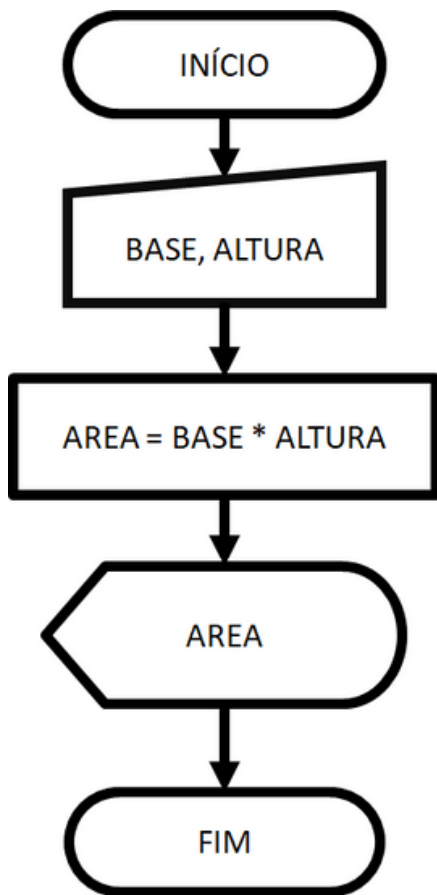 INÍCIO
BASE, ALTURA
AREA = BASE * ALTURA
AREA
FIM